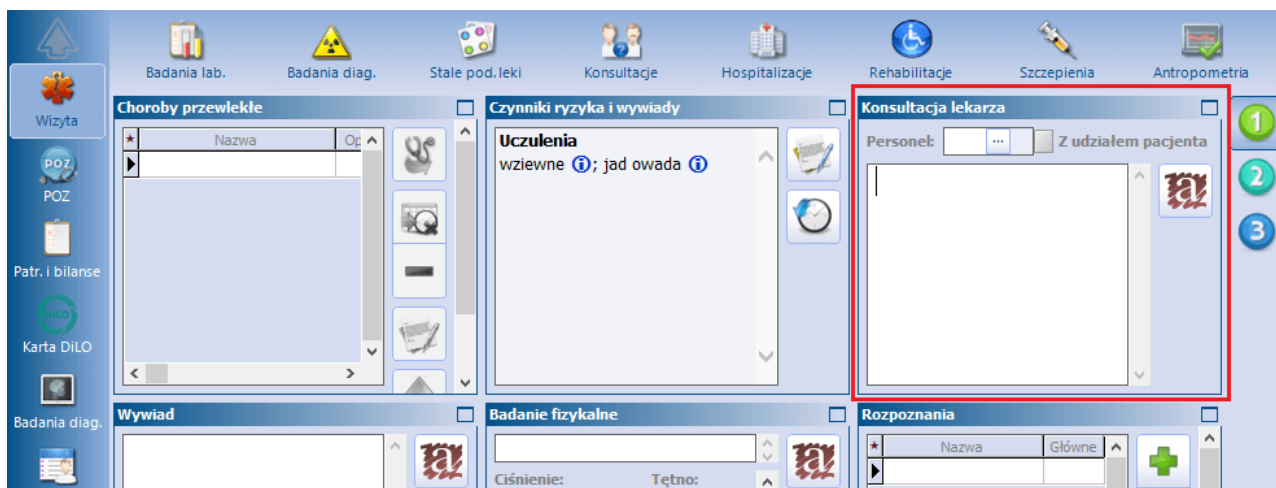 Badania lab.
Badania diag.
Stale pod. leki
Konsultacje
Hospitalizacje
Rehabilitacje
Szczepienia
Antropometria
Wizyta
POZ
POZ
Patr. i bilanse
DiLO
Karta DiLO
Badania diag.
Choroby przewlekłe
* Nazwa Op
Czynniki ryzyka i wywiady
Uczulenia
wziewne i; jad owada i
Konsultacja lekarza
Personel: ... Z udziałem pacjenta
1
2
3
Wywiad
Badanie fizykalne
Ciśnienie: Tętno:
Rozpoznania
* Nazwa Główne